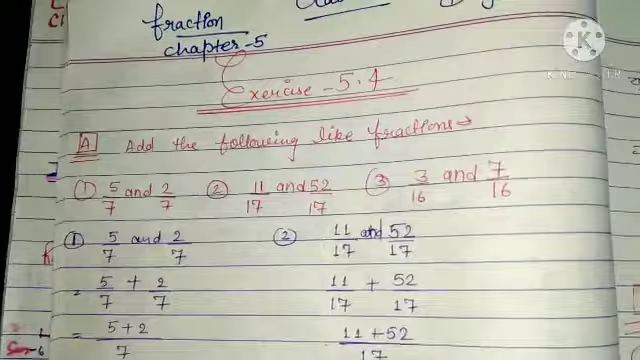 fraction
chapter-5
Exercise - 5.4
A Add the following like fractions→
① 5/7 and 2/7 ② 11/17 and 52/17 ③ 3/16 and 7/16
① 5/7 and 2/7 ② 11/17 and 52/17
= 5/7 + 2/7 11/17 + 52/17
= 5+2/7 11+52/17
KINEMASTER